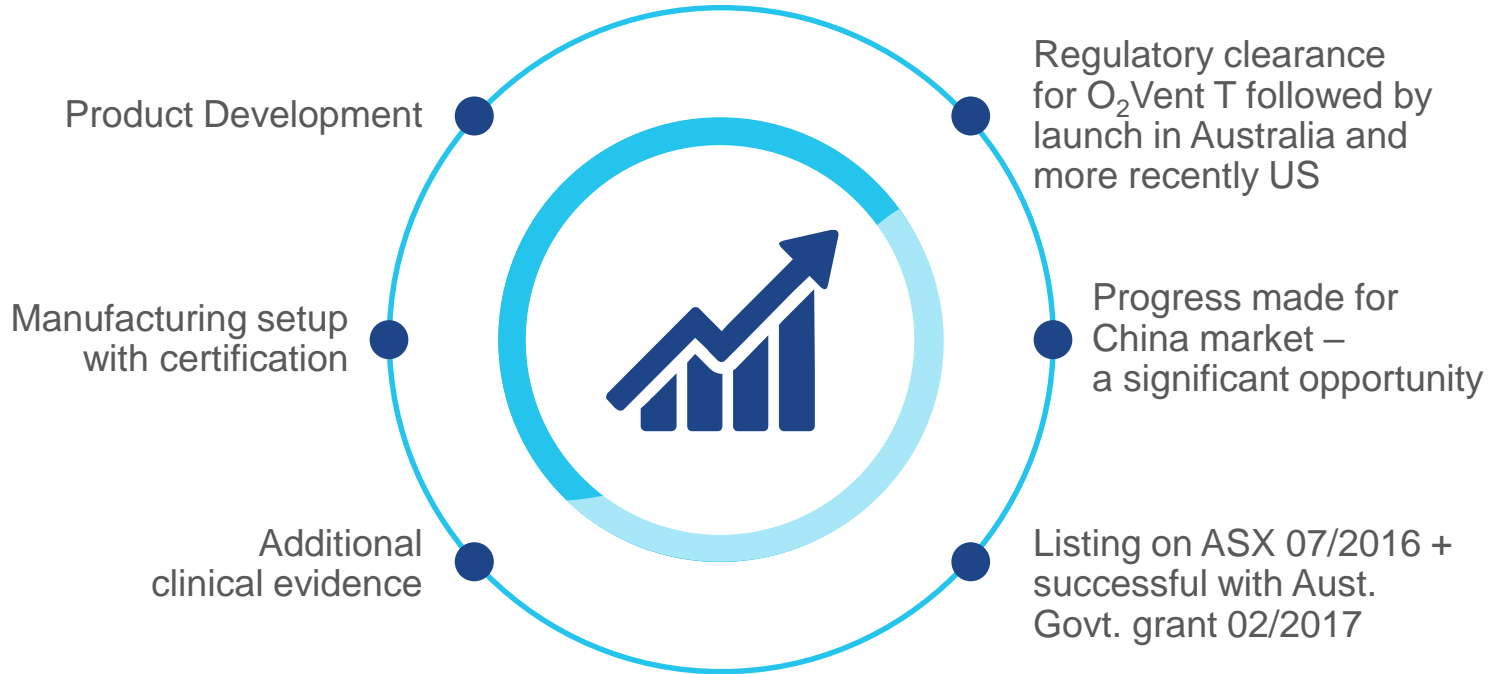 Product Development
Manufacturing setup
with certification
Additional
clinical evidence
Regulatory clearance
for O₂Vent T followed by
launch in Australia and
more recently US
Progress made for
China market –
a significant opportunity
Listing on ASX 07/2016 +
successful with Aust.
Govt. grant 02/2017